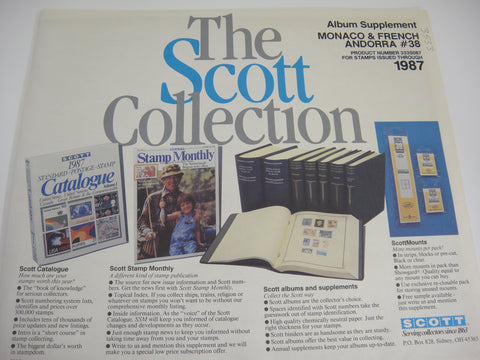 The
Scott
Collection
Album Supplement
MONACO & FRENCH
ANDORRA #38
PRODUCT NUMBER 333S087
FOR STAMPS ISSUED THROUGH
1987
SCOTT
1987
STANDARD POSTAGE STAMP
Catalogue
Stamp Monthly
Scott Catalogue
How much are your
stamps worth this year?
• The "book of knowledge"
for serious collectors.
• Scott numbering system lists,
identifies and prices over
300,000 stamps
• Includes tens of thousands of
price updates and new listings.
• Intro is a "short course" in
stamp collecting.
• The biggest dollar's worth
in stampdom.
Scott Stamp Monthly
A different kind of stamp publication
• The source for new issue information and Scott num-
bers. Get the news first with Scott Stamp Monthly.
• Topical Index. If you collect ships, trains, religion or
whatever on stamps you won't want to be without our
comprehensive monthly listing.
• Inside information. As the "voice" of the Scott
Catalogue, SSM will keep you informed of catalogue
changes and developments as they occur.
• Just enough stamp news to keep you informed without
taking time away from your stamps and other pursuits.
• Write to us and mention this supplement and we will
make you a special low price subscription offer.
Scott albums and supplements
Collect the Scott way!
• Scott albums are the collector's choice.
• Spaces identified with Scott numbers take the
guesswork out of stamp identification.
• High quality chemically neutral paper. Just the
right thickness for your stamps.
• Scott binders are as handsome as they are sturdy.
• Scott offers a broad album line, something for everyone.
• Annual supplements keep your albums up-to-date.
ScottMounts
More mounts per pack!
• In strips, blocks or pre-cut,
Black or clear.
• More mounts in pack than
Showgard! Quality equal to
any mount you can buy.
• Use exclusive re-closable pack
for storing unused mounts.
• Free sample available -
just write us and mention
this supplement.
SCOTT
Serving collectors since 1863
P.O. Box 828, Sidney, OH 45365